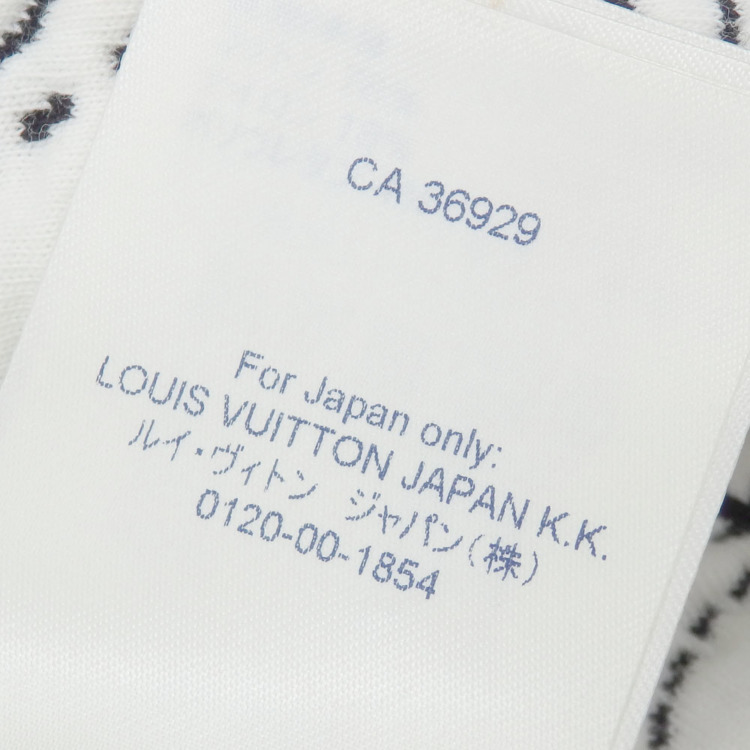 CA 36929
For Japan only:
LOUIS VUITTON JAPAN K.K.
ルイ・ヴィトン　ジャパン(株)
0120-00-1854